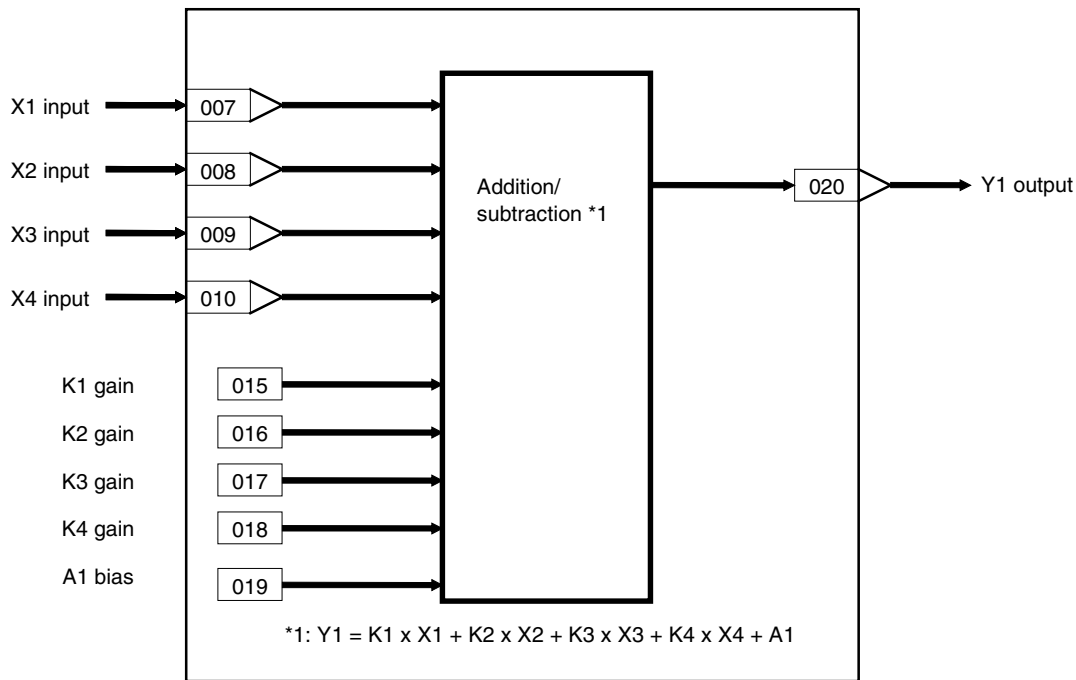 X1 input
007
X2 input
008
X3 input
009
X4 input
010
Addition/
subtraction *1
020
Y1 output
K1 gain
015
K2 gain
016
K3 gain
017
K4 gain
018
A1 bias
019
*1: Y1 = K1 x X1 + K2 x X2 + K3 x X3 + K4 x X4 + A1